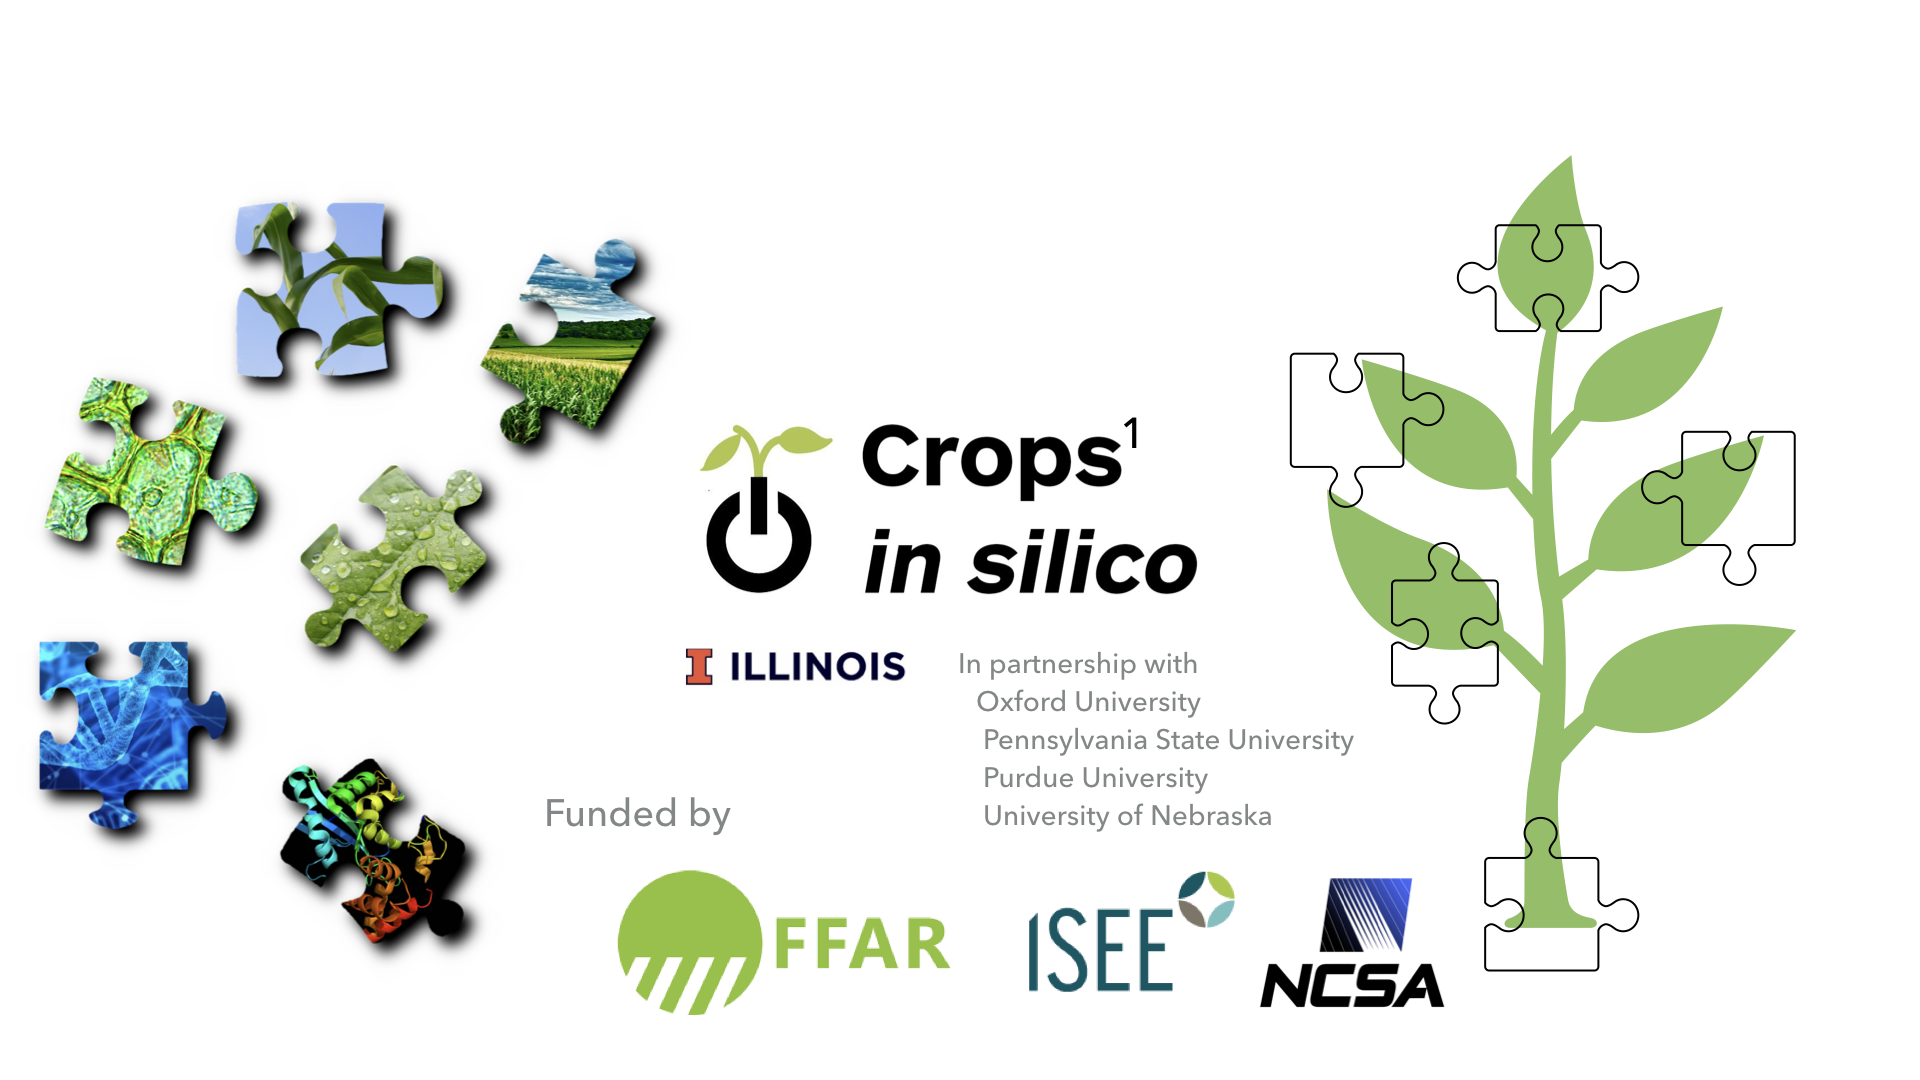 Crops¹
in silico
I ILLINOIS
In partnership with
Oxford University
Pennsylvania State University
Purdue University
University of Nebraska
Funded by
FFAR
ISEE
NCSA